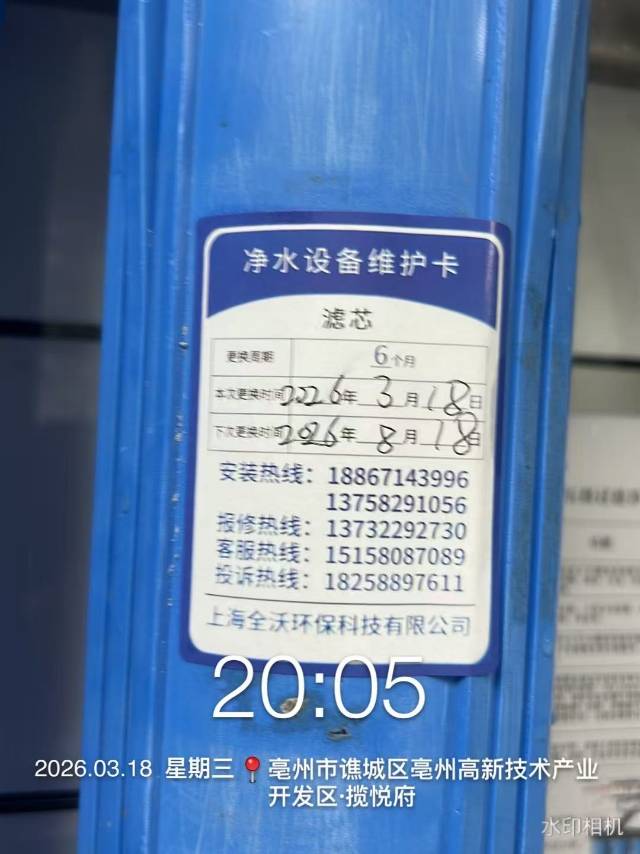 净水设备维护卡
滤芯
更换周期 6个月
本次更换时间2026年3月18日
下次更换时间2026年8月18日
安装热线：18867143996
13758291056
报修热线：13732292730
客服热线：15158087089
投诉热线：18258897611
上海全沃环保科技有限公司
20:05
2026.03.18 星期三 亳州市谯城区亳州高新技术产业
开发区·揽悦府
水印相机